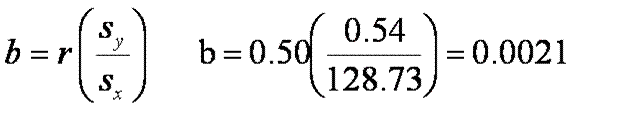 b = r(s_y / s_x)    b = 0.50(0.54 / 128.73) = 0.0021